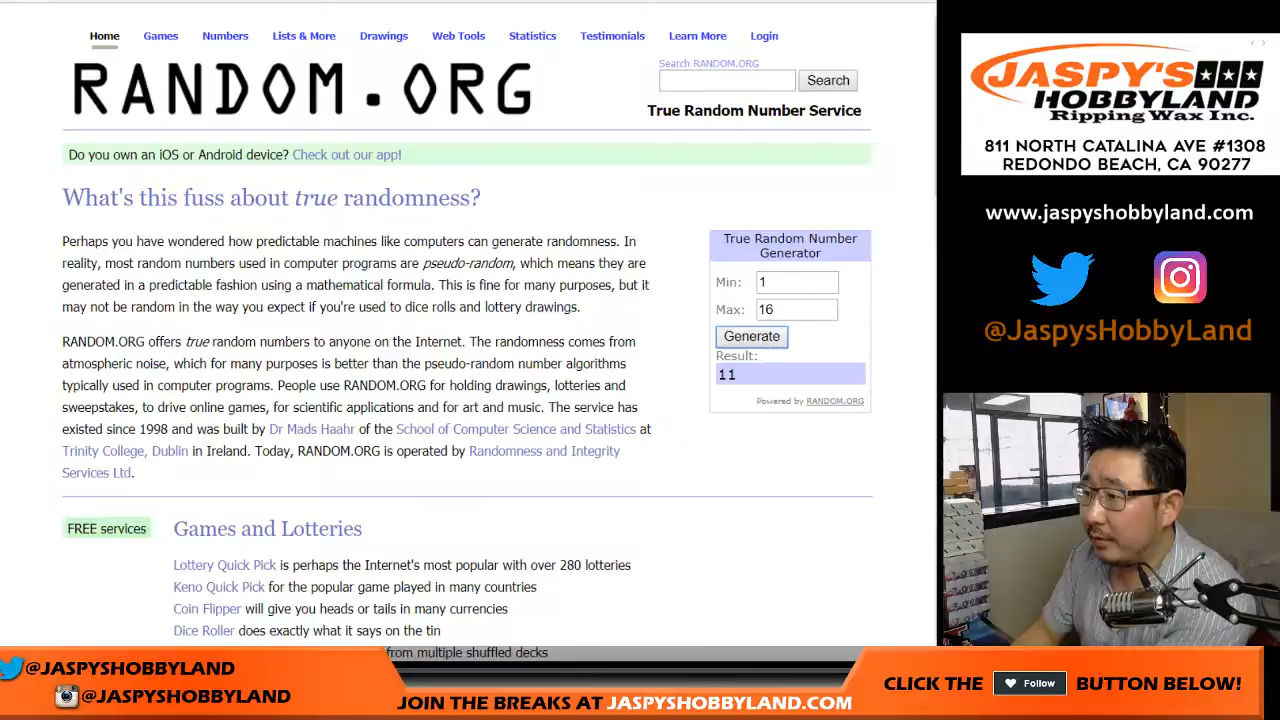 Home Games Numbers Lists & More Drawings Web Tools Statistics Testimonials Learn More Login
RANDOM.ORG
Search RANDOM.ORG
Search
True Random Number Service
Do you own an iOS or Android device? Check out our app!
What's this fuss about true randomness?
Perhaps you have wondered how predictable machines like computers can generate randomness. In
reality, most random numbers used in computer programs are pseudo-random, which means they are
generated in a predictable fashion using a mathematical formula. This is fine for many purposes, but it
may not be random in the way you expect if you're used to dice rolls and lottery drawings.
RANDOM.ORG offers true random numbers to anyone on the Internet. The randomness comes from
atmospheric noise, which for many purposes is better than the pseudo-random number algorithms
typically used in computer programs. People use RANDOM.ORG for holding drawings, lotteries and
sweepstakes, to drive online games, for scientific applications and for art and music. The service has
existed since 1998 and was built by Dr Mads Haahr of the School of Computer Science and Statistics at
Trinity College, Dublin in Ireland. Today, RANDOM.ORG is operated by Randomness and Integrity
Services Ltd.
True Random Number
Generator
Min: 1
Max: 16
Generate
Result:
11
Powered by RANDOM.ORG
FREE services
Games and Lotteries
Lottery Quick Pick is perhaps the Internet's most popular with over 280 lotteries
Keno Quick Pick for the popular game played in many countries
Coin Flipper will give you heads or tails in many currencies
Dice Roller does exactly what it says on the tin
from multiple shuffled decks
JASPY'S
HOBBYLAND
Ripping Wax Inc.
811 NORTH CATALINA AVE #1308
REDONDO BEACH, CA 90277
www.jaspyshobbyland.com
@JaspysHobbyLand
@JASPYSHOBBYLAND
@JASPYSHOBBYLAND
JOIN THE BREAKS AT JASPYSHOBBYLAND.COM
CLICK THE Follow BUTTON BELOW!